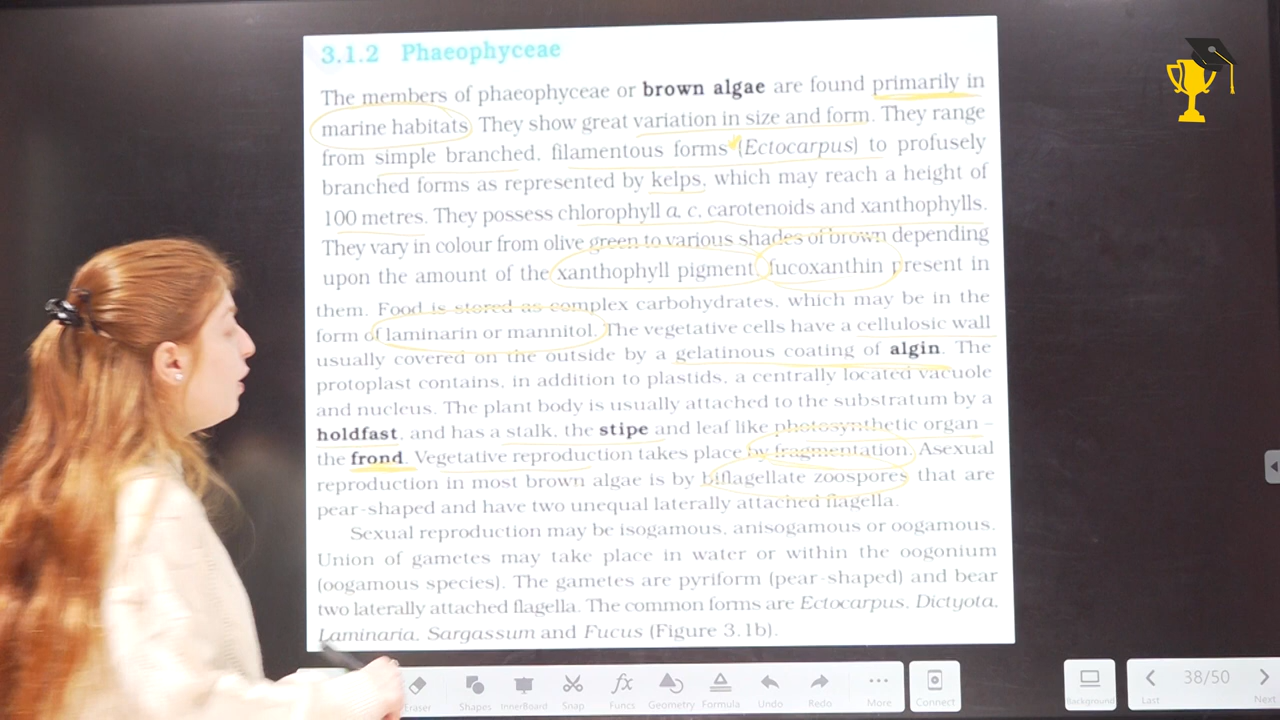 3.1.2 Phaeophyceae
The members of phaeophyceae or brown algae are found primarily in
marine habitats. They show great variation in size and form. They range
from simple branched, filamentous forms (Ectocarpus) to profusely
branched forms as represented by kelps, which may reach a height of
100 metres. They possess chlorophyll a, c, carotenoids and xanthophylls.
They vary in colour from olive green to various shades of brown depending
upon the amount of the xanthophyll pigment, fucoxanthin present in
them. Food is stored as complex carbohydrates, which may be in the
form of laminarin or mannitol. The vegetative cells have a cellulosic wall
usually covered on the outside by a gelatinous coating of algin. The
protoplast contains, in addition to plastids, a centrally located vacuole
and nucleus. The plant body is usually attached to the substratum by a
holdfast, and has a stalk, the stipe and leaf like photosynthetic organ –
the frond. Vegetative reproduction takes place by fragmentation. Asexual
reproduction in most brown algae is by biflagellate zoospores that are
pear-shaped and have two unequal laterally attached flagella.
Sexual reproduction may be isogamous, anisogamous or oogamous.
Union of gametes may take place in water or within the oogonium
(oogamous species). The gametes are pyriform (pear-shaped) and bear
two laterally attached flagella. The common forms are Ectocarpus, Dictyota,
Laminaria, Sargassum and Fucus (Figure 3.1b).
Eraser Shapes InnerBoard Snap Funcs Geometry Formula Undo Redo More Connect Background Last 38/50 Next